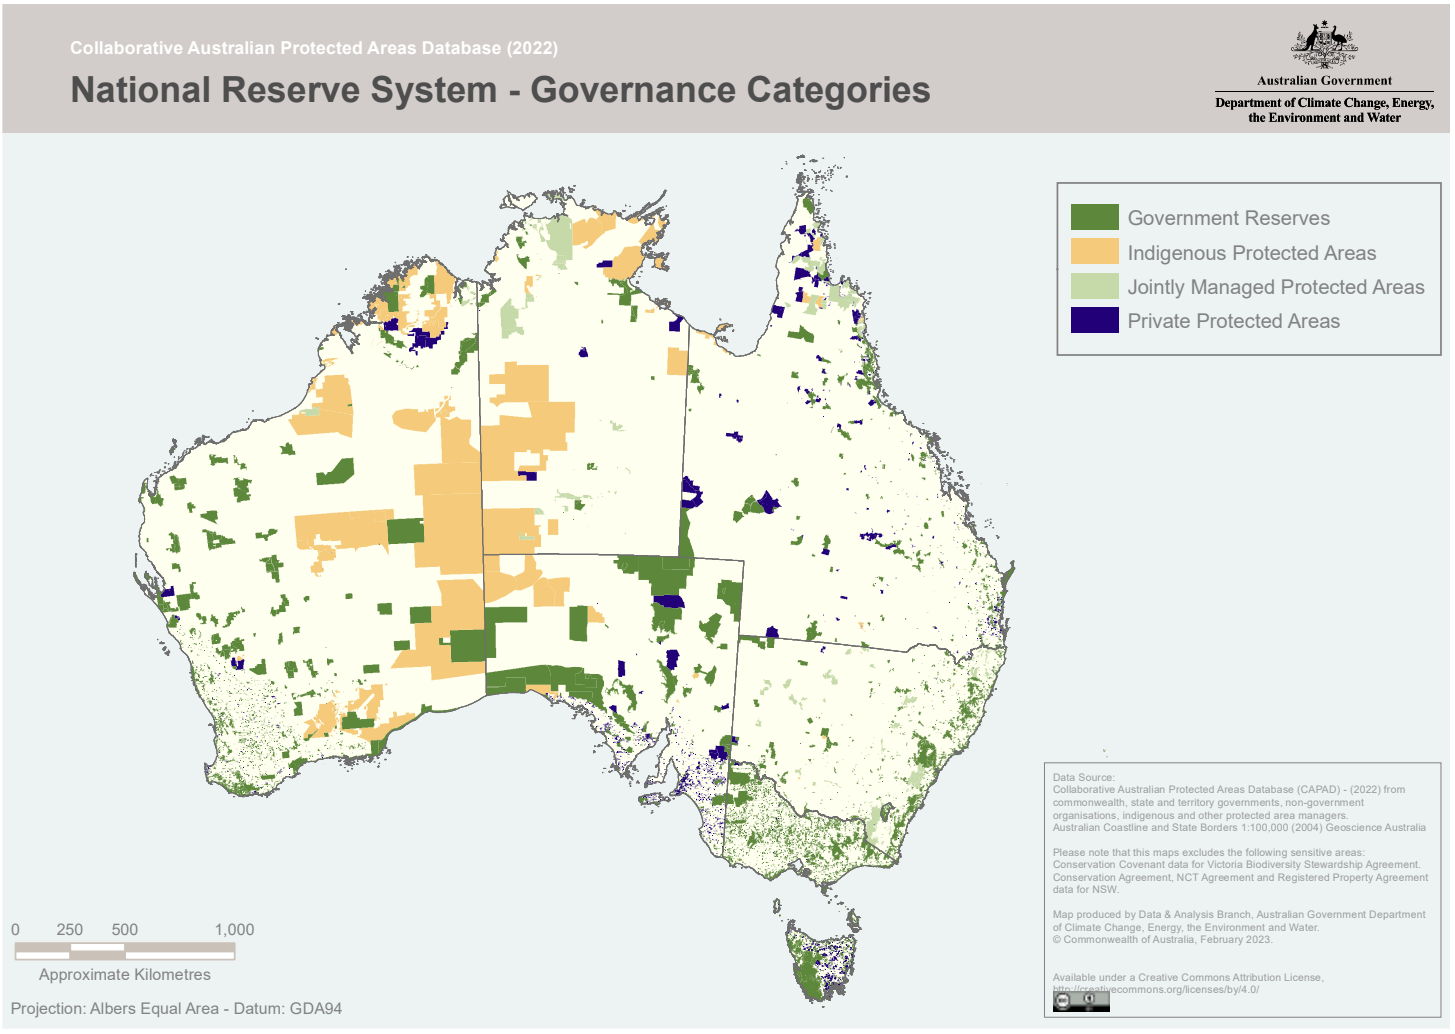 Collaborative Australian Protected Areas Database (2022)
National Reserve System - Governance Categories
Australian Government
Department of Climate Change, Energy,
the Environment and Water
Government Reserves
Indigenous Protected Areas
Jointly Managed Protected Areas
Private Protected Areas
Data Source:
Collaborative Australian Protected Areas Database (CAPAD) - (2022) from
commonwealth, state and territory governments, non-government
organisations, indigenous and other protected area managers.
Australian Coastline and State Borders 1:100,000 (2004) Geoscience Australia
Please note that this maps excludes the following sensitive areas:
Conservation Covenant data for Victoria Biodiversity Stewardship Agreement.
Conservation Agreement, NCT Agreement and Registered Property Agreement
data for NSW.
Map produced by Data & Analysis Branch, Australian Government Department
of Climate Change, Energy, the Environment and Water.
© Commonwealth of Australia, February 2023.
Available under a Creative Commons Attribution License,
http://creativecommons.org/licenses/by/4.0/
cc
0 250 500 1,000
Approximate Kilometres
Projection: Albers Equal Area - Datum: GDA94